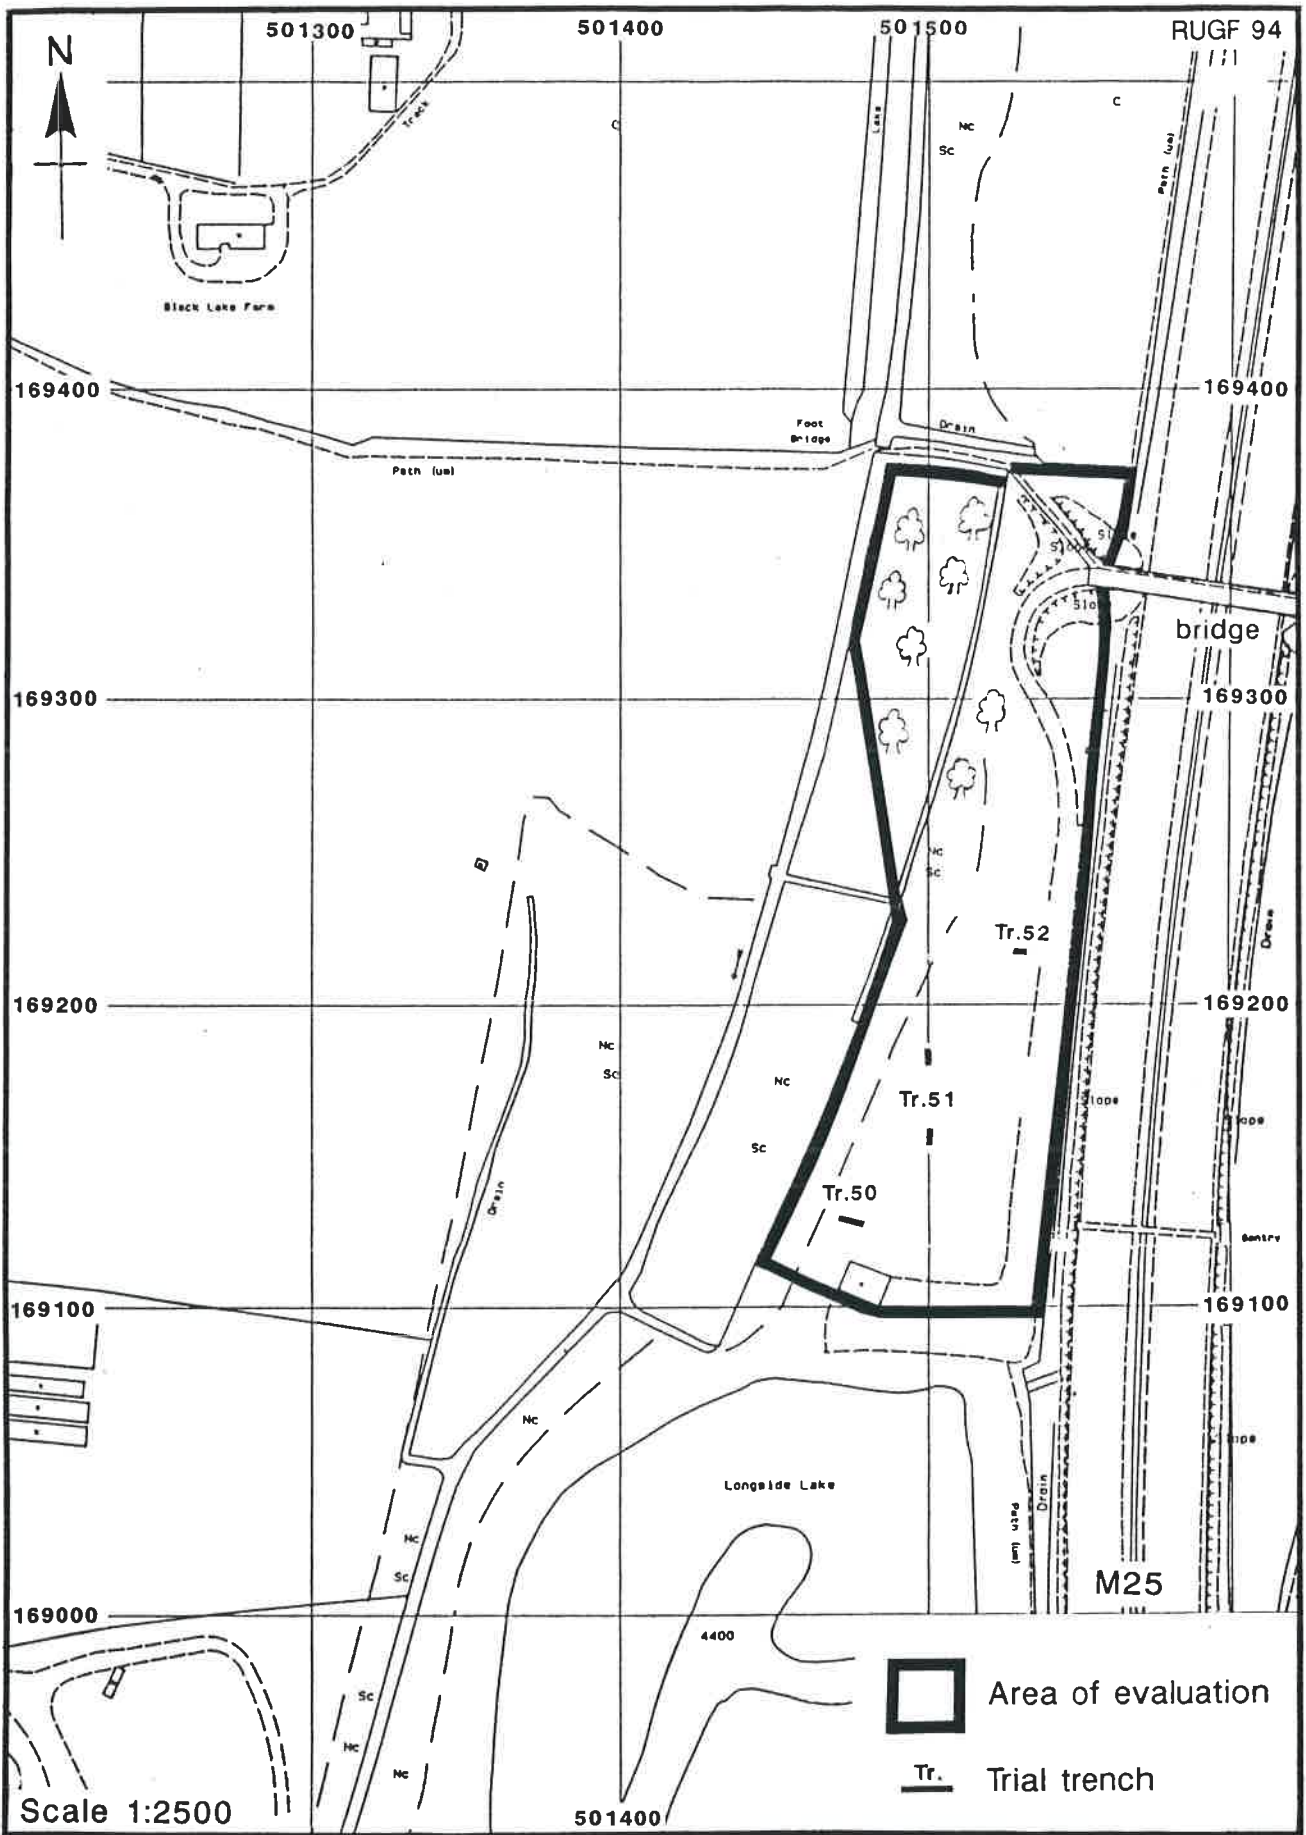 501300
501400
501500
RUGF 94
N
Track
Lake
Nc
Sc
C
C
Path (um)
Black Lake Farm
169400
169400
Foot
Bridge
Drain
Path (um)
Slope
bridge
169300
169300
Nc
Sc
Tr.52
Drain
169200
169200
Nc
Sc
Nc
Tr.51
Slope
Slope
Sc
Drain
Tr.50
Gantry
169100
169100
Nc
Slope
Longside Lake
Path (um)
Drain
Nc
Sc
M25
169000
4400
Area of evaluation
Sc
Nc
Nc
Tr.
Trial trench
Scale 1:2500
501400